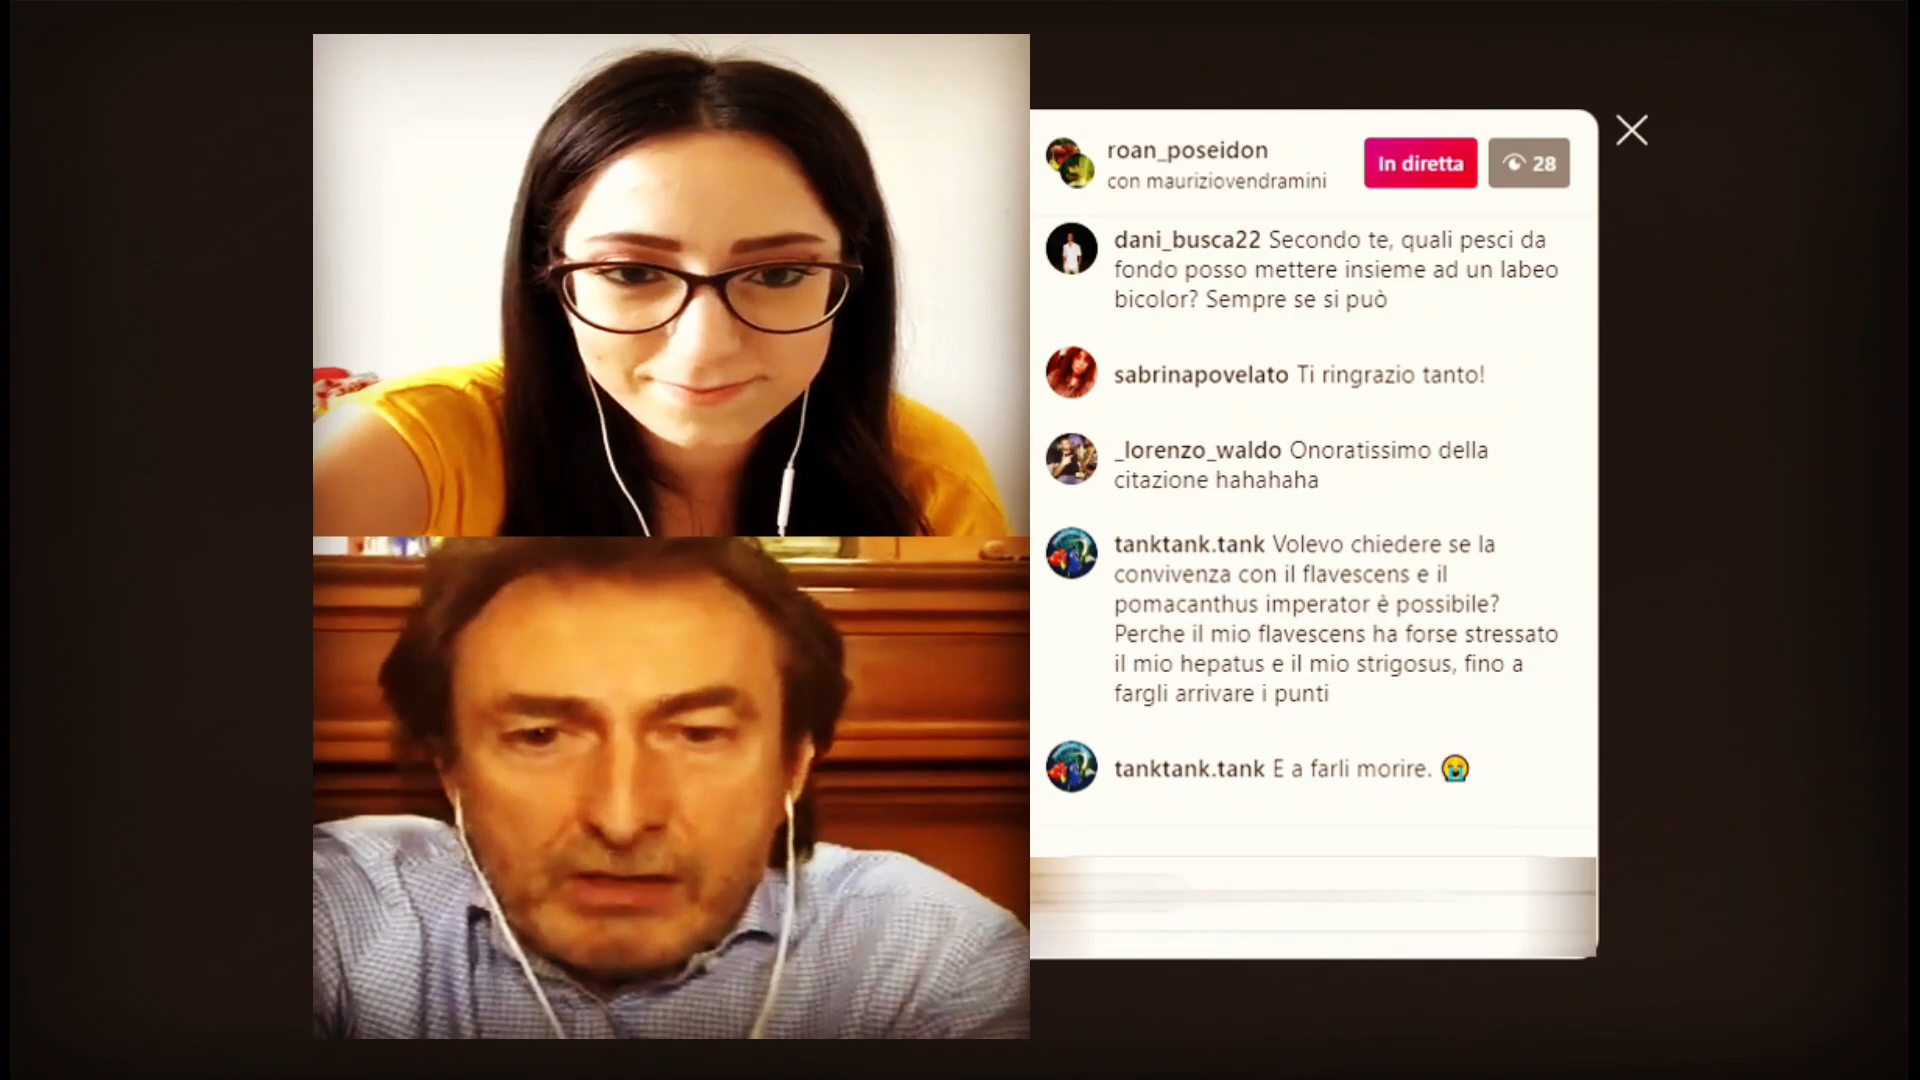 roan_poseidon
con mauriziovendramini
In diretta
28
dani_busca22 Secondo te, quali pesci da
fondo posso mettere insieme ad un labeo
bicolor? Sempre se si può
sabrinapovelato Ti ringrazio tanto!
_lorenzo_waldo Onoratissimo della
citazione hahahaha
tanktank.tank Volevo chiedere se la
convivenza con il flavescens e il
pomacanthus imperator è possibile?
Perche il mio flavescens ha forse stressato
il mio hepatus e il mio strigosus, fino a
fargli arrivare i punti
tanktank.tank E a farli morire. 😭